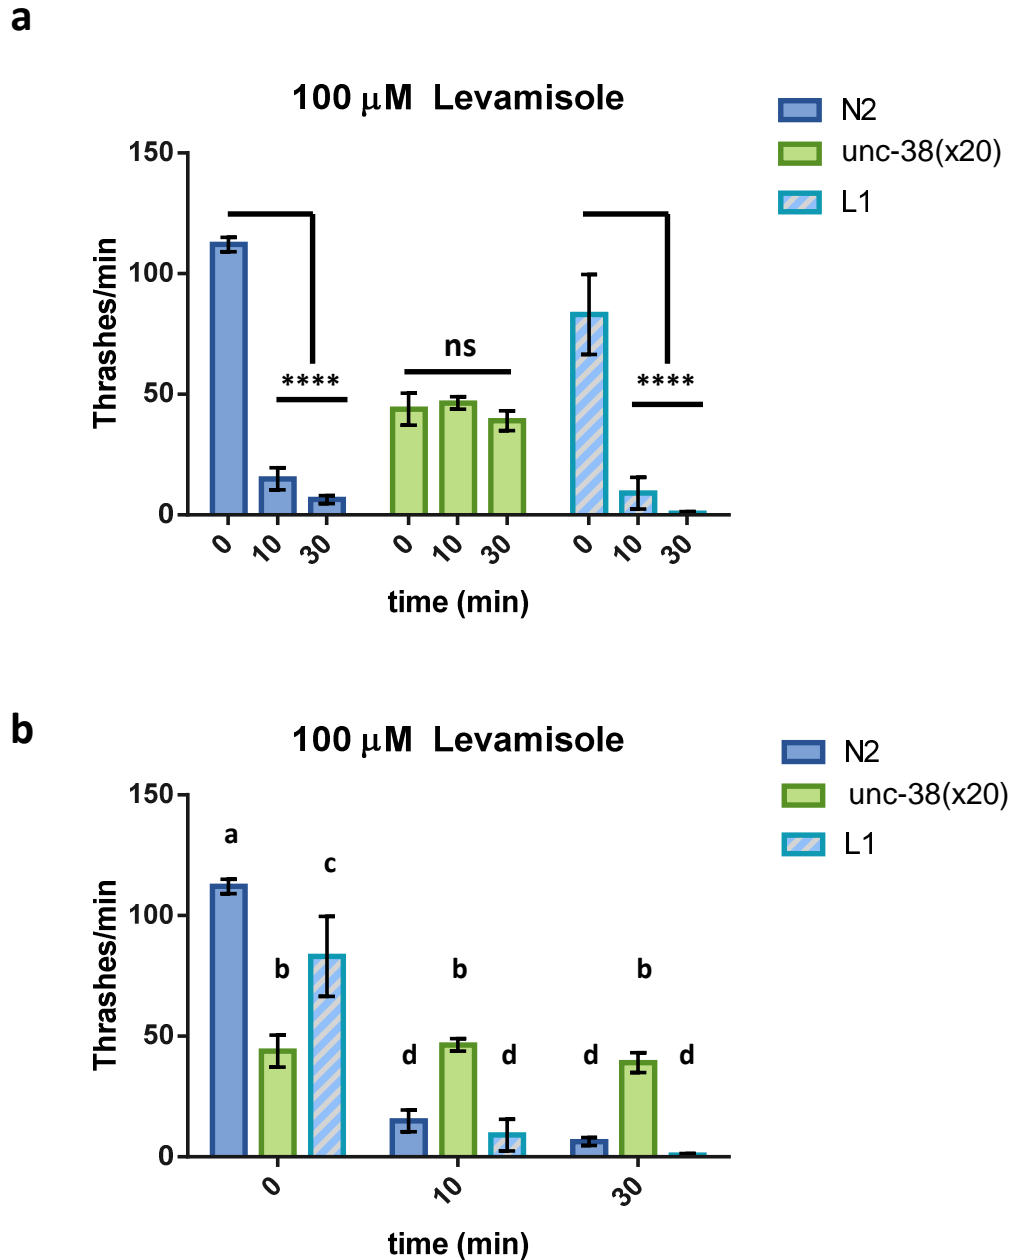 a
100 μM Levamisole
N2
unc-38(x20)
L1
Thrashes/min
150
100
50
0
****
ns
****
0 10 30 0 10 30 0 10 30
time (min)
b
100 μM Levamisole
N2
unc-38(x20)
L1
Thrashes/min
150
100
50
0
a
b
c
d
b
d
d
b
d
0 10 30
time (min)